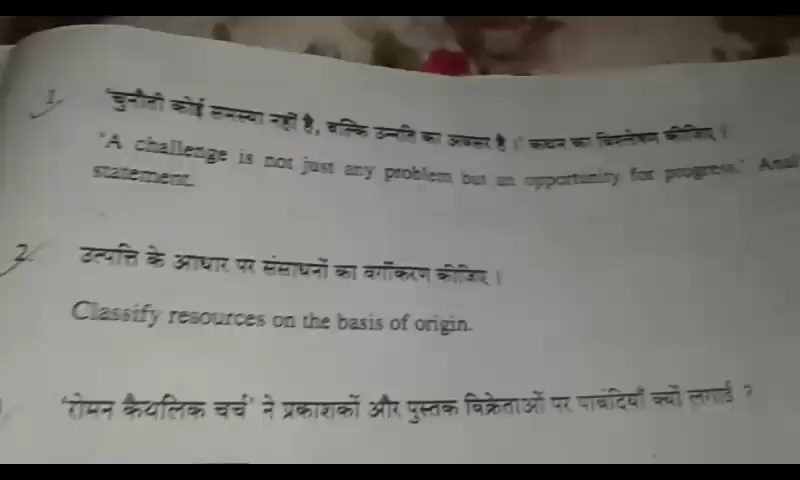 1. 'चुनौती कोई समस्या नहीं है, बल्कि उन्नति का अवसर है।' कथन का विश्लेषण कीजिए।
'A challenge is not just any problem but an opportunity for progress.' Anal
statement.
2. उत्पत्ति के आधार पर संसाधनों का वर्गीकरण कीजिए।
Classify resources on the basis of origin.
'रोमन कैथलिक चर्च' ने प्रकाशकों और पुस्तक विक्रेताओं पर पाबंदियाँ क्यों लगाई ?